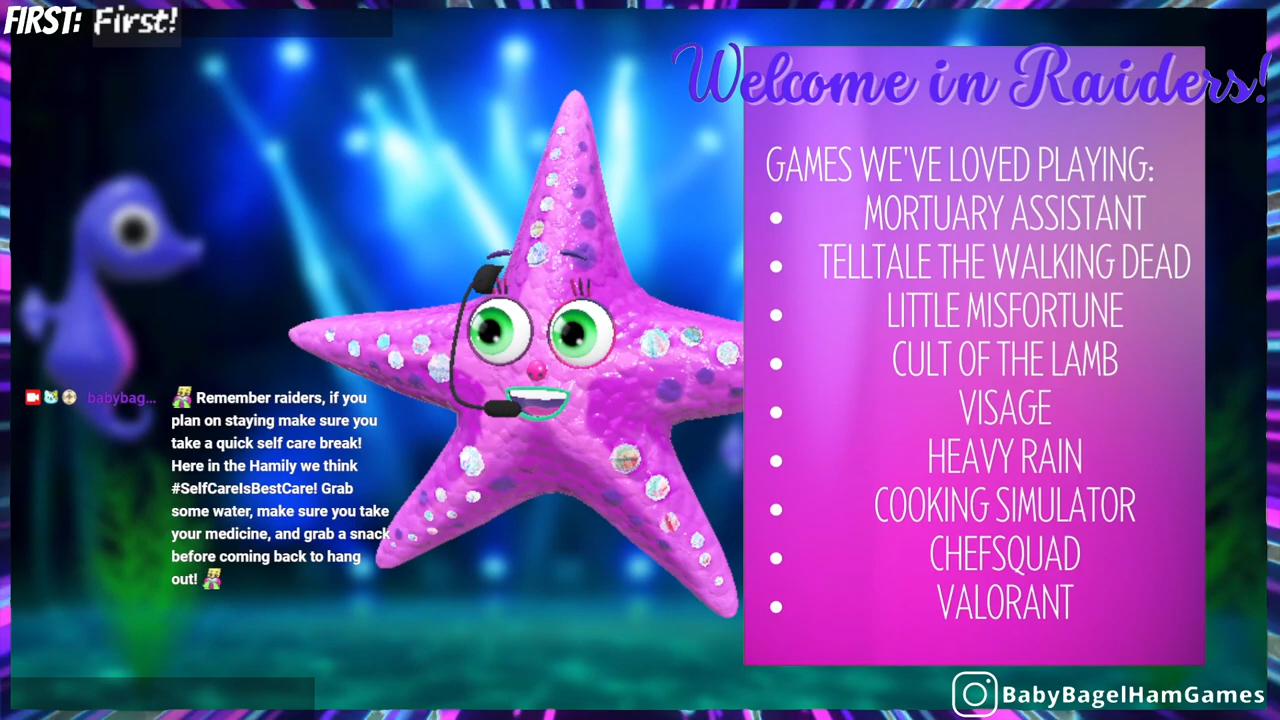 FIRST: First!
Welcome in Raiders!
GAMES WE'VE LOVED PLAYING:
MORTUARY ASSISTANT
TELLTALE THE WALKING DEAD
LITTLE MISFORTUNE
CULT OF THE LAMB
VISAGE
HEAVY RAIN
COOKING SIMULATOR
CHEFSQUAD
VALORANT
babybag... Remember raiders, if you
plan on staying make sure you
take a quick self care break!
Here in the Hamily we think
#SelfCareIsBestCare! Grab
some water, make sure you take
your medicine, and grab a snack
before coming back to hang
out!
BabyBagelHamGames